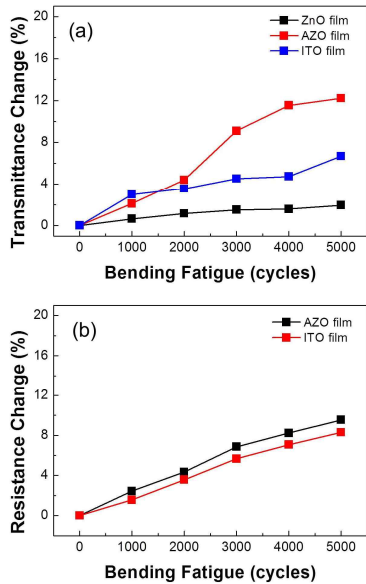 (a)
ZnO film
AZO film
ITO film
Transmittance Change (%)
20
16
12
8
4
0
0 1000 2000 3000 4000 5000
Bending Fatigue (cycles)
(b)
AZO film
ITO film
Resistance Change (%)
20
16
12
8
4
0
0 1000 2000 3000 4000 5000
Bending Fatigue (cycles)